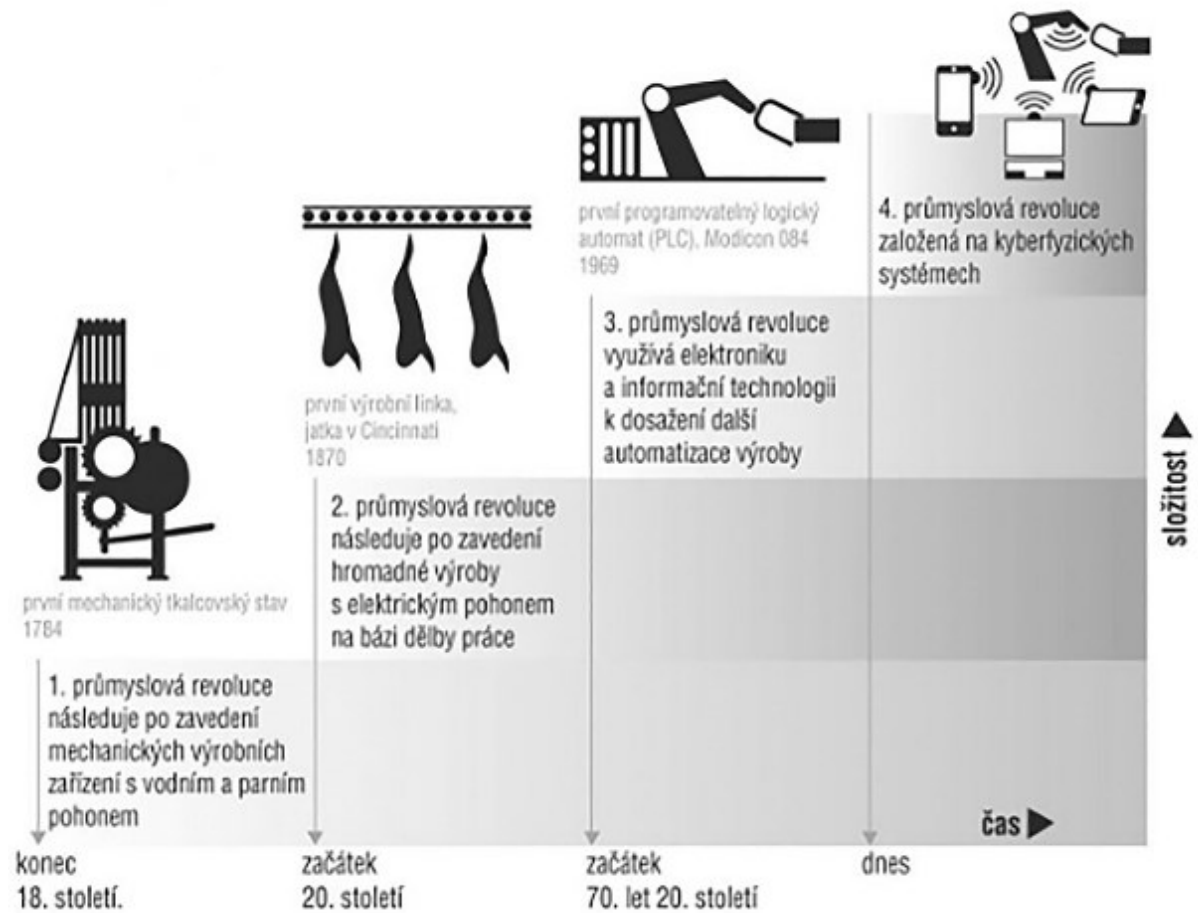 první mechanický tkalcovský stav
1784
1. průmyslová revoluce
následuje po zavedení
mechanických výrobních
zařízení s vodním a parním
pohonem
konec
18. století.
první výrobní linka,
jatka v Cincinnati
1870
2. průmyslová revoluce
následuje po zavedení
hromadné výroby
s elektrickým pohonem
na bázi dělby práce
začátek
20. století
první programovatelný logický
automat (PLC), Modicon 084
1969
3. průmyslová revoluce
využívá elektroniku
a informační technologii
k dosažení další
automatizace výroby
začátek
70. let 20. století
4. průmyslová revoluce
založená na kyberfyzických
systémech
dnes
čas
složitost